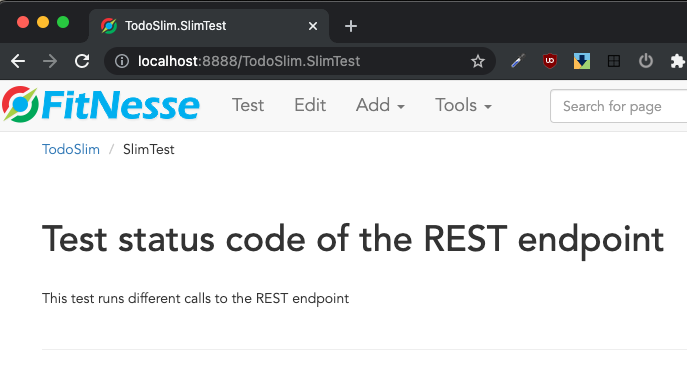 TodoSlim.SlimTest
localhost:8888/TodoSlim.SlimTest
UD
FitNesse
Test Edit Add Tools Search for page
TodoSlim / SlimTest
Test status code of the REST endpoint
This test runs different calls to the REST endpoint